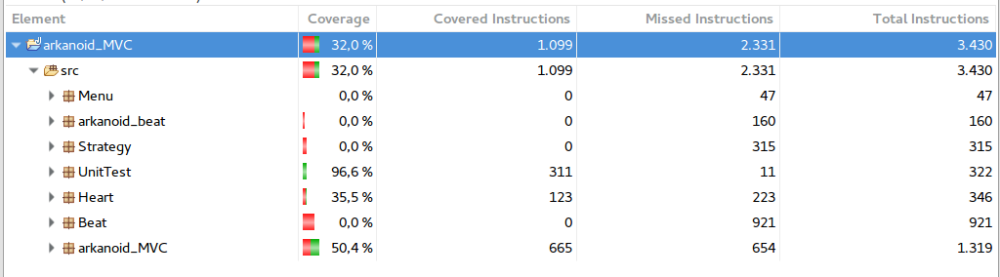 Element Coverage Covered Instructions Missed Instructions Total Instructions
arkanoid_MVC 32,0 % 1.099 2.331 3.430
src 32,0 % 1.099 2.331 3.430
Menu 0,0 % 0 47 47
arkanoid_beat 0,0 % 0 160 160
Strategy 0,0 % 0 315 315
UnitTest 96,6 % 311 11 322
Heart 35,5 % 123 223 346
Beat 0,0 % 0 921 921
arkanoid_MVC 50,4 % 665 654 1.319